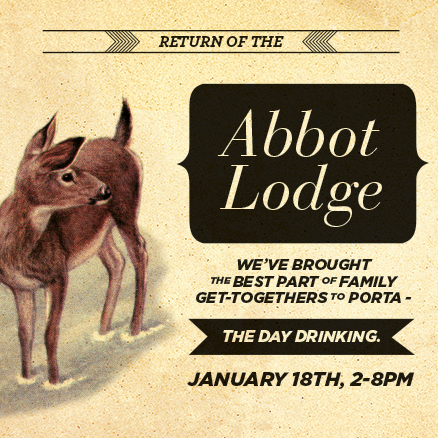 RETURN OF THE
Abbot
Lodge
WE'VE BROUGHT
THE BEST PART OF FAMILY
GET-TOGETHERS TO PORTA -
THE DAY DRINKING.
JANUARY 18TH, 2-8PM